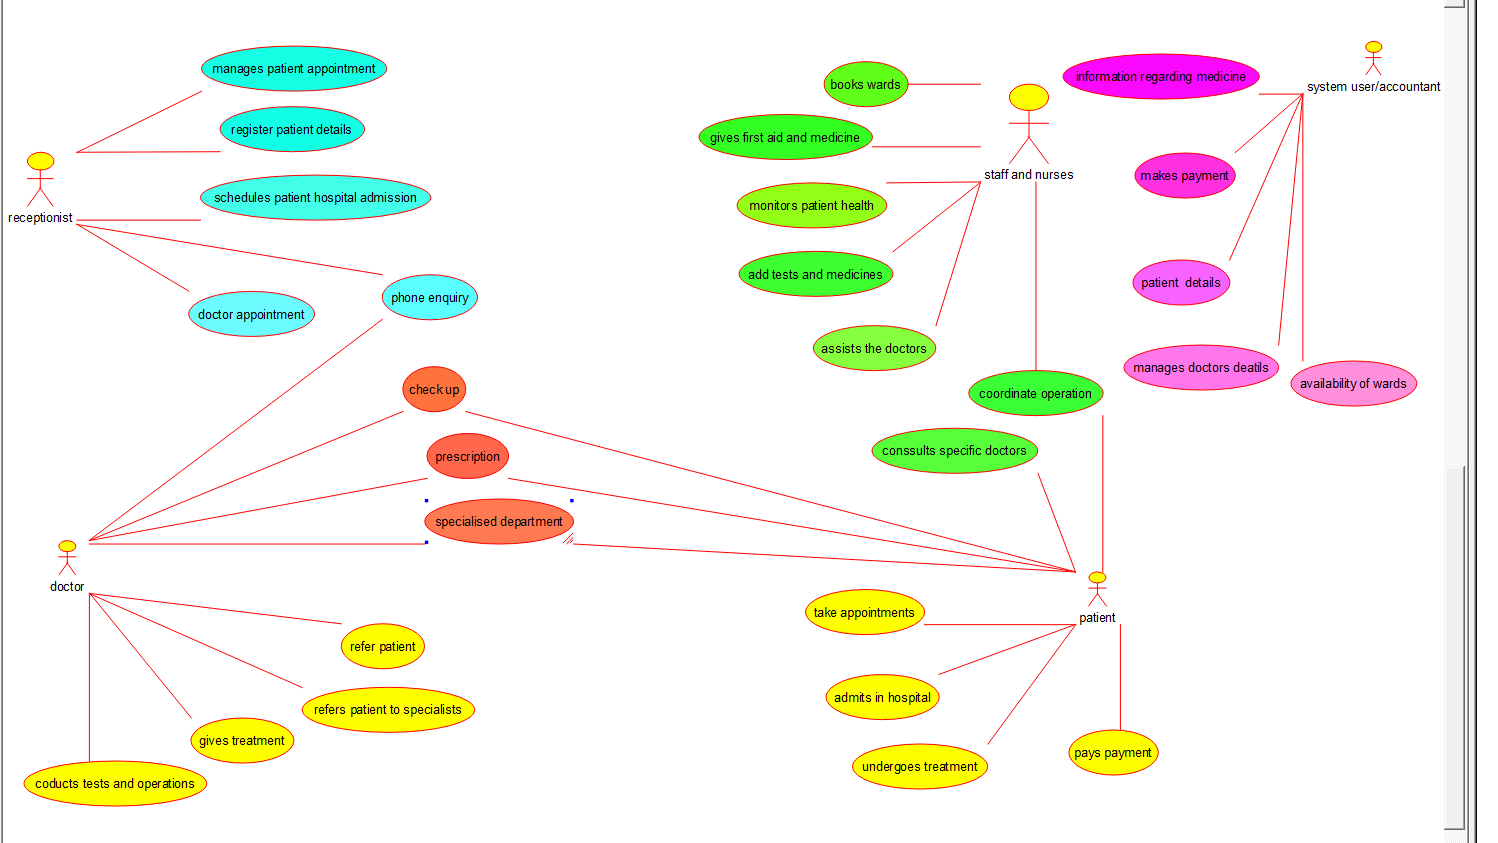 manages patient appointment
register patient details
receptionist
schedules patient hospital admission
phone enquiry
doctor appointment
books wards
gives first aid and medicine
staff and nurses
monitors patient health
add tests and medicines
assists the doctors
coordinate operation
conssults specific doctors
information regarding medicine
system user/accountant
makes payment
patient  details
manages doctors deatils
availability of wards
check up
prescription
specialised department
doctor
refer patient
refers patient to specialists
gives treatment
coducts tests and operations
patient
take appointments
admits in hospital
undergoes treatment
pays payment